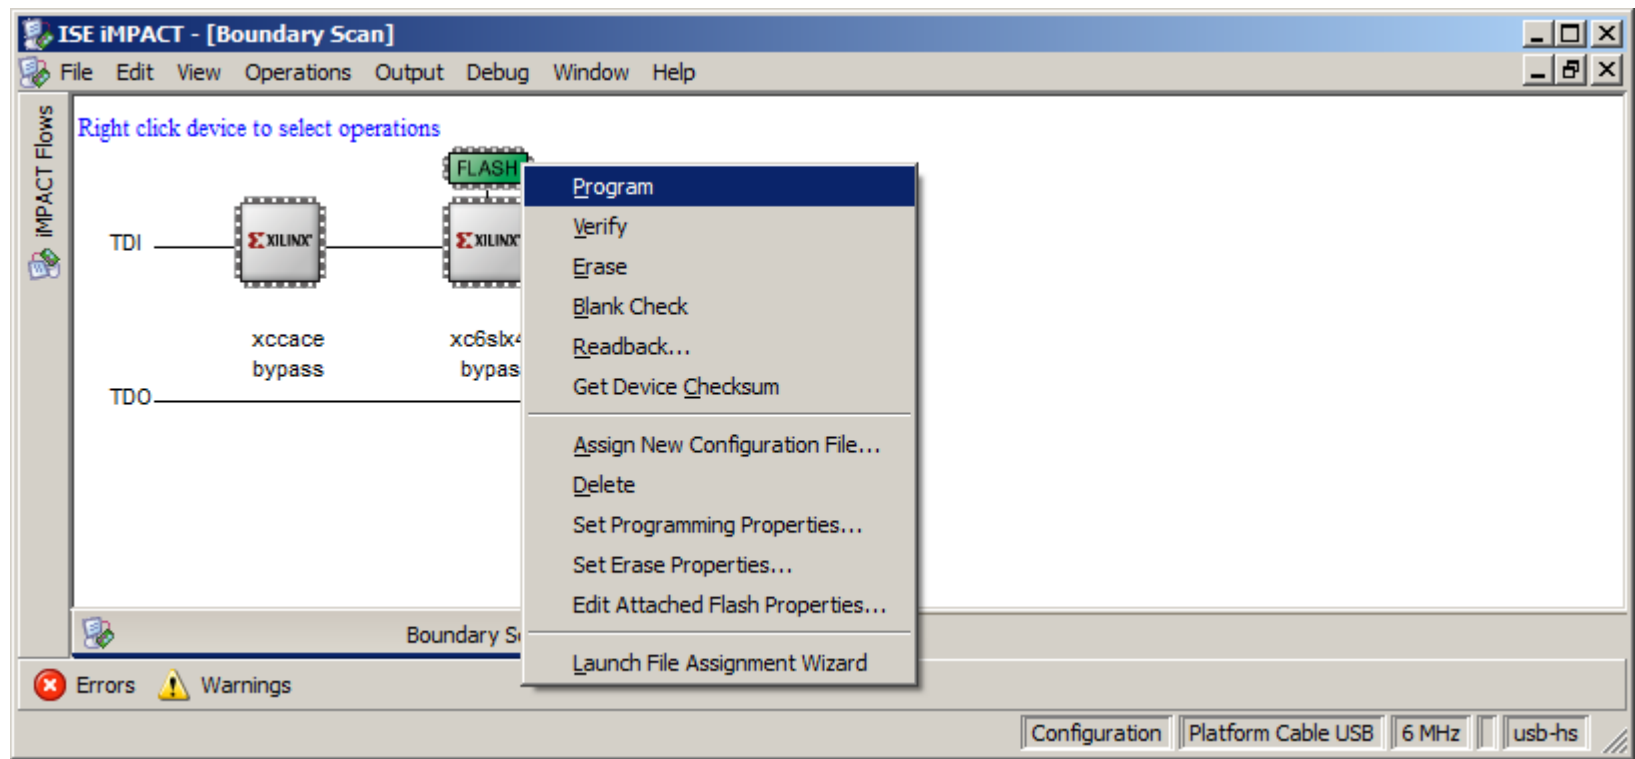 ISE iMPACT - [Boundary Scan]
File Edit View Operations Output Debug Window Help
iMPACT Flows
Right click device to select operations
FLASH
TDI
XILINX
XILINX
xccace
bypass
xc6slx4
bypas
TDO
Program
Verify
Erase
Blank Check
Readback...
Get Device Checksum
Assign New Configuration File...
Delete
Set Programming Properties...
Set Erase Properties...
Edit Attached Flash Properties...
Launch File Assignment Wizard
Boundary S
Errors Warnings
Configuration Platform Cable USB 6 MHz usb-hs